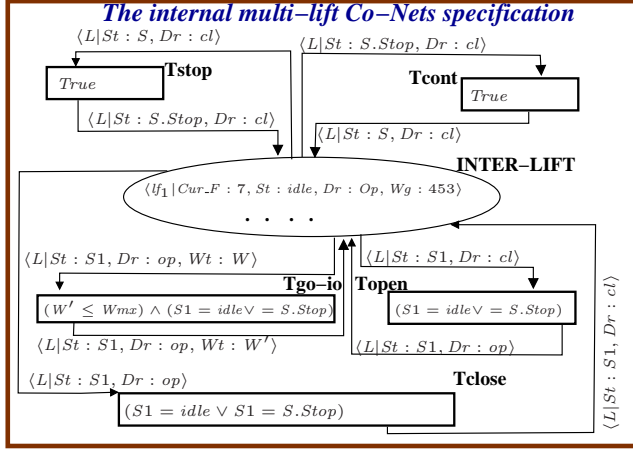 The internal multi–lift Co–Nets specification
⟨L|St : S, Dr : cl⟩
⟨L|St : S.Stop, Dr : cl⟩
Tstop
True
Tcont
True
⟨L|St : S.Stop, Dr : cl⟩
⟨L|St : S, Dr : cl⟩
INTER–LIFT
⟨lf₁|Cur_F : 7, St : idle, Dr : Op, Wg : 453⟩
. . . .
⟨L|St : S1, Dr : op, Wt : W⟩
⟨L|St : S1, Dr : cl⟩
Tgo–io
Topen
(W′ ≤ Wmx) ∧ (S1 = idle∨ = S.Stop)
(S1 = idle∨ = S.Stop)
⟨L|St : S1, Dr : op, Wt : W′⟩
⟨L|St : S1, Dr : op⟩
⟨L|St : S1, Dr : op⟩
Tclose
(S1 = idle ∨ S1 = S.Stop)
⟨L|St : S1, Dr : cl⟩